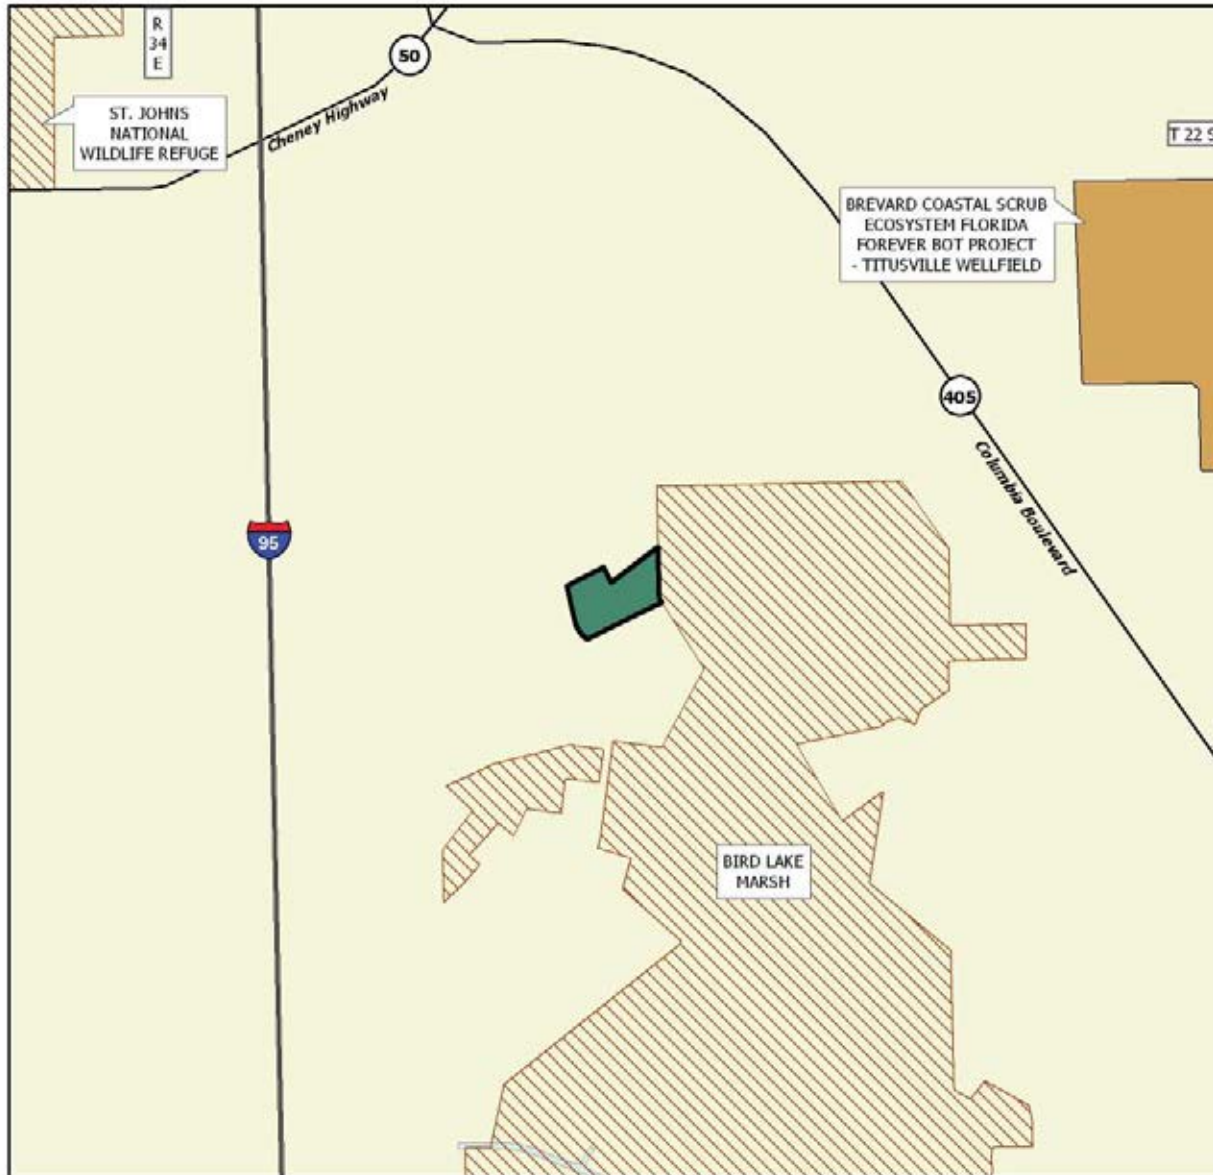 R
34
E
50
Cheney Highway
ST. JOHNS
NATIONAL
WILDLIFE REFUGE
T 22 S
BREVARD COASTAL SCRUB
ECOSYSTEM FLORIDA
FOREVER BOT PROJECT
- TITUSVILLE WELLFIELD
405
Columbia Boulevard
95
BIRD LAKE
MARSH